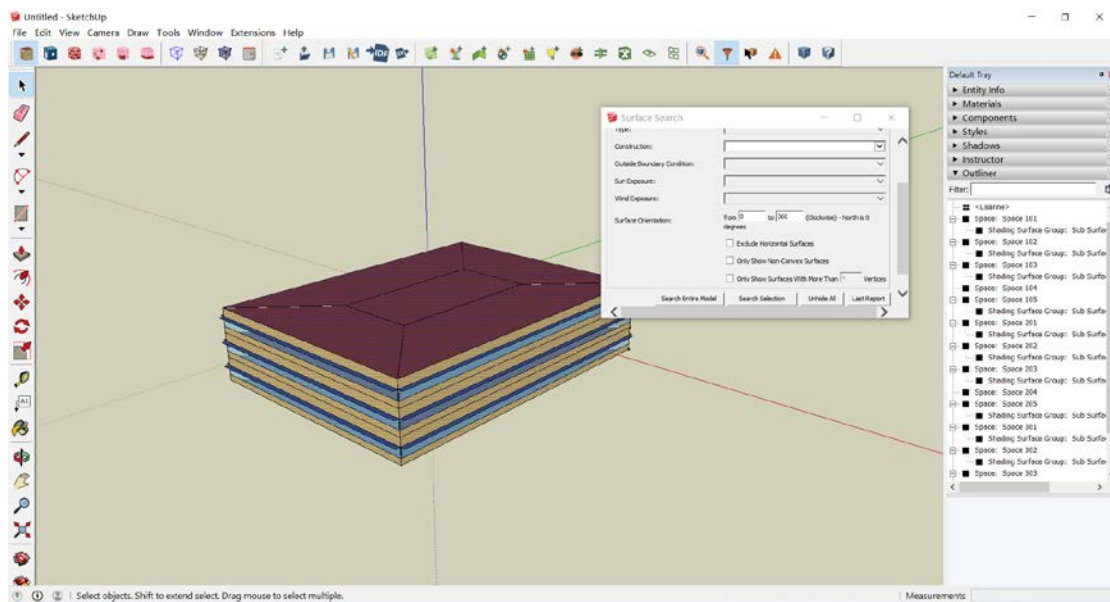 Untitled - SketchUp
File Edit View Camera Draw Tools Window Extensions Help
Default Tray
Entity Info
Materials
Components
Styles
Shadows
Instructor
Outliner
Filter:
Surface Search
Type:
Construction:
Outside Boundary Condition:
Sun Exposure:
Wind Exposure:
Surface Orientation:
from 0 to 360 (Clockwise) - North is 0
degrees
Exclude Horizontal Surfaces
Only Show Non-Convex Surfaces
Only Show Surfaces With More Than Vertices
Search Entire Model Search Selection Unhide All Last Report
Space: Space 101
Shading Surface Group: Sub Surfa
Space: Space 102
Shading Surface Group: Sub Surfa
Space: Space 103
Shading Surface Group: Sub Surfa
Space: Space 104
Space: Space 105
Shading Surface Group: Sub Surfa
Space: Space 201
Shading Surface Group: Sub Surfa
Space: Space 202
Shading Surface Group: Sub Surfa
Space: Space 203
Shading Surface Group: Sub Surfa
Space: Space 204
Space: Space 205
Shading Surface Group: Sub Surfa
Space: Space 301
Shading Surface Group: Sub Surfa
Space: Space 302
Shading Surface Group: Sub Surfa
Space: Space 303
Select objects. Shift to extend select. Drag mouse to select multiple.
Measurements